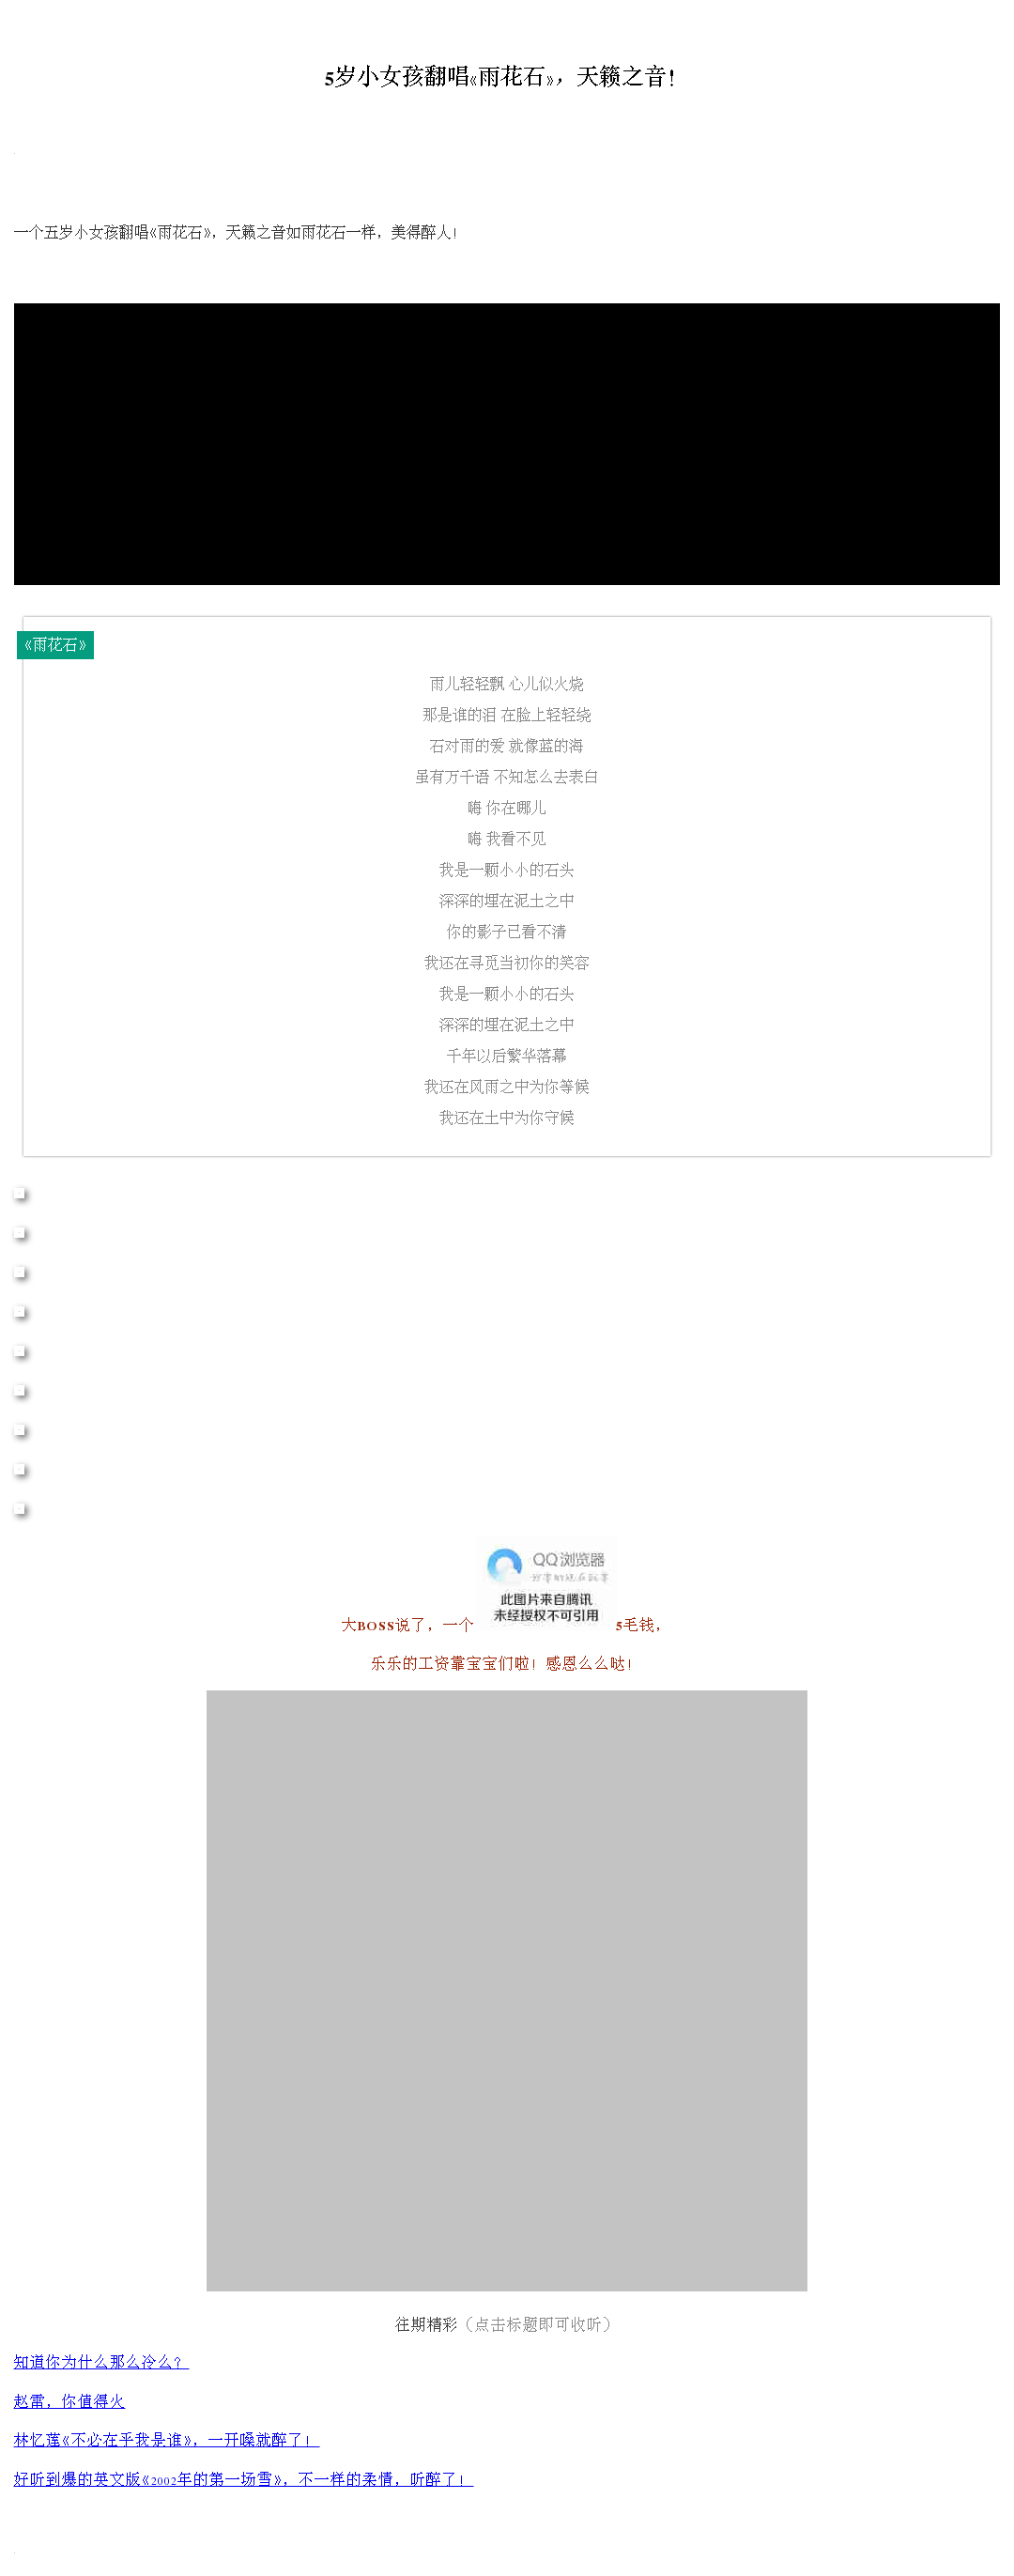 5岁小女孩翻唱《雨花石》，天籁之音！
一个五岁小女孩翻唱《雨花石》，天籁之音如雨花石一样，美得醉人！
《雨花石》
雨儿轻轻飘 心儿似火烧
那是谁的泪 在脸上轻轻绕
石对雨的爱 就像蓝的海
虽有万千语 不知怎么去表白
嗨 你在哪儿
嗨 我看不见
我是一颗小小的石头
深深的埋在泥土之中
你的影子已看不清
我还在寻觅当初你的笑容
我是一颗小小的石头
深深的埋在泥土之中
千年以后繁华落幕
我还在风雨之中为你等候
我还在土中为你守候
QQ浏览器
此图片来自腾讯
未经授权不可引用
大BOSS说了，一个 5毛钱，
乐乐的工资靠宝宝们啦！感恩么么哒！
往期精彩（点击标题即可收听）
知道你为什么那么冷么？
赵雷，你值得火
林忆莲《不必在乎我是谁》，一开嗓就醉了！
好听到爆的英文版《2002年的第一场雪》，不一样的柔情，听醉了！